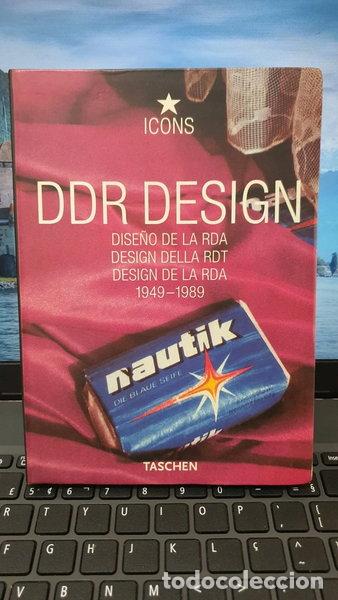 ICONS
DDR DESIGN
DISEÑO DE LA RDA
DESIGN DELLA RDT
DESIGN DE LA RDA
1949–1989
nautik
DIE BLAUE SEIFE
nautik
TASCHEN
R T Y U I O P
F G H J K L Ç
V B N M
todocoleccion